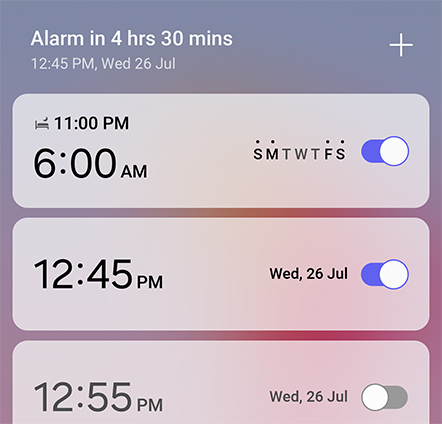 Alarm in 4 hrs 30 mins
12:45 PM, Wed 26 Jul
11:00 PM
6:00 AM
S M T W T F S
12:45 PM
Wed, 26 Jul
12:55 PM
Wed, 26 Jul